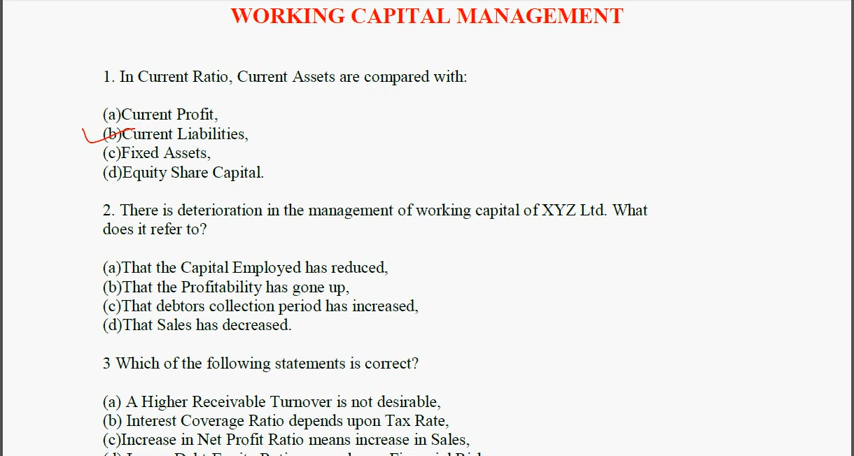 WORKING CAPITAL MANAGEMENT
1. In Current Ratio, Current Assets are compared with:
(a)Current Profit,
(b)Current Liabilities,
(c)Fixed Assets,
(d)Equity Share Capital.
2. There is deterioration in the management of working capital of XYZ Ltd. What
does it refer to?
(a)That the Capital Employed has reduced,
(b)That the Profitability has gone up,
(c)That debtors collection period has increased,
(d)That Sales has decreased.
3 Which of the following statements is correct?
(a) A Higher Receivable Turnover is not desirable,
(b) Interest Coverage Ratio depends upon Tax Rate,
(c)Increase in Net Profit Ratio means increase in Sales,